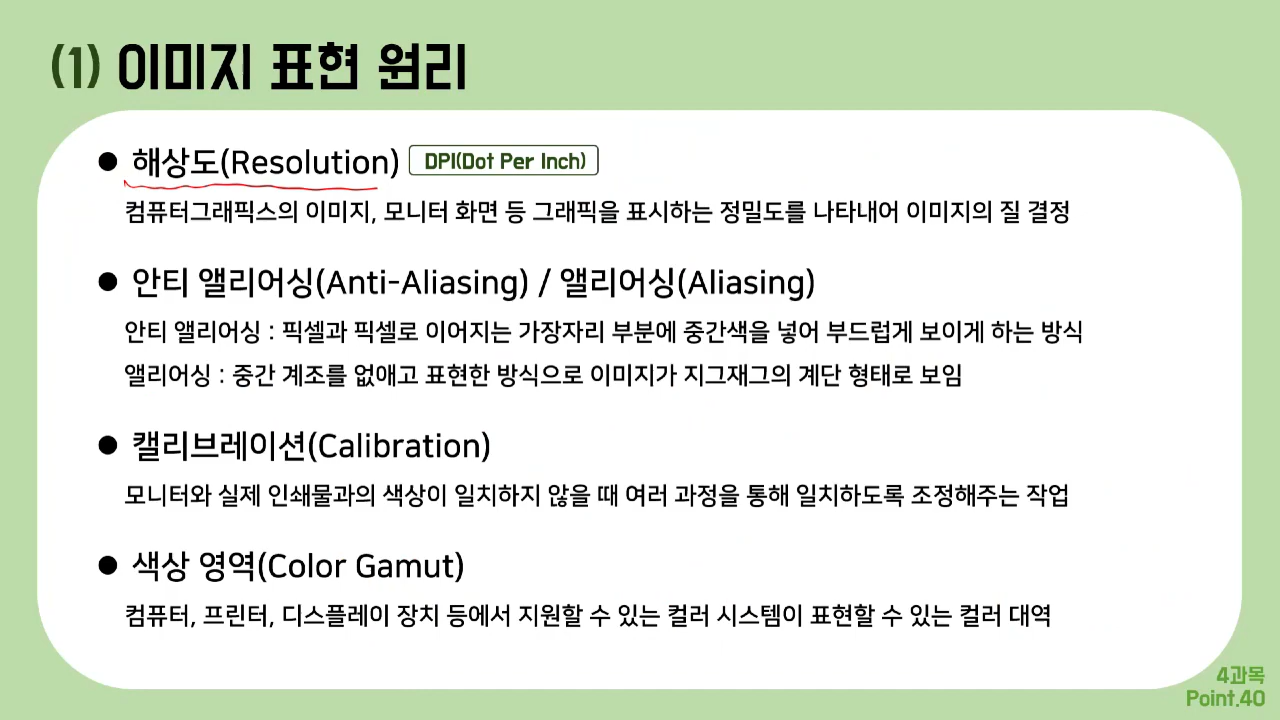 (1) 이미지 표현 원리
● 해상도(Resolution) DPI(Dot Per Inch)
컴퓨터그래픽스의 이미지, 모니터 화면 등 그래픽을 표시하는 정밀도를 나타내어 이미지의 질 결정
● 안티 앨리어싱(Anti-Aliasing) / 앨리어싱(Aliasing)
안티 앨리어싱 : 픽셀과 픽셀로 이어지는 가장자리 부분에 중간색을 넣어 부드럽게 보이게 하는 방식
앨리어싱 : 중간 계조를 없애고 표현한 방식으로 이미지가 지그재그의 계단 형태로 보임
● 캘리브레이션(Calibration)
모니터와 실제 인쇄물과의 색상이 일치하지 않을 때 여러 과정을 통해 일치하도록 조정해주는 작업
● 색상 영역(Color Gamut)
컴퓨터, 프린터, 디스플레이 장치 등에서 지원할 수 있는 컬러 시스템이 표현할 수 있는 컬러 대역
4과목
Point.40